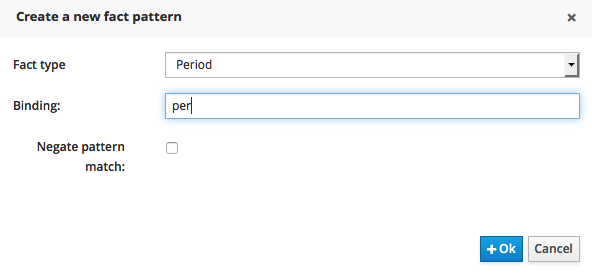 Create a new fact pattern ×
Fact type Period
Binding: per
Negate pattern
match:
+ Ok Cancel